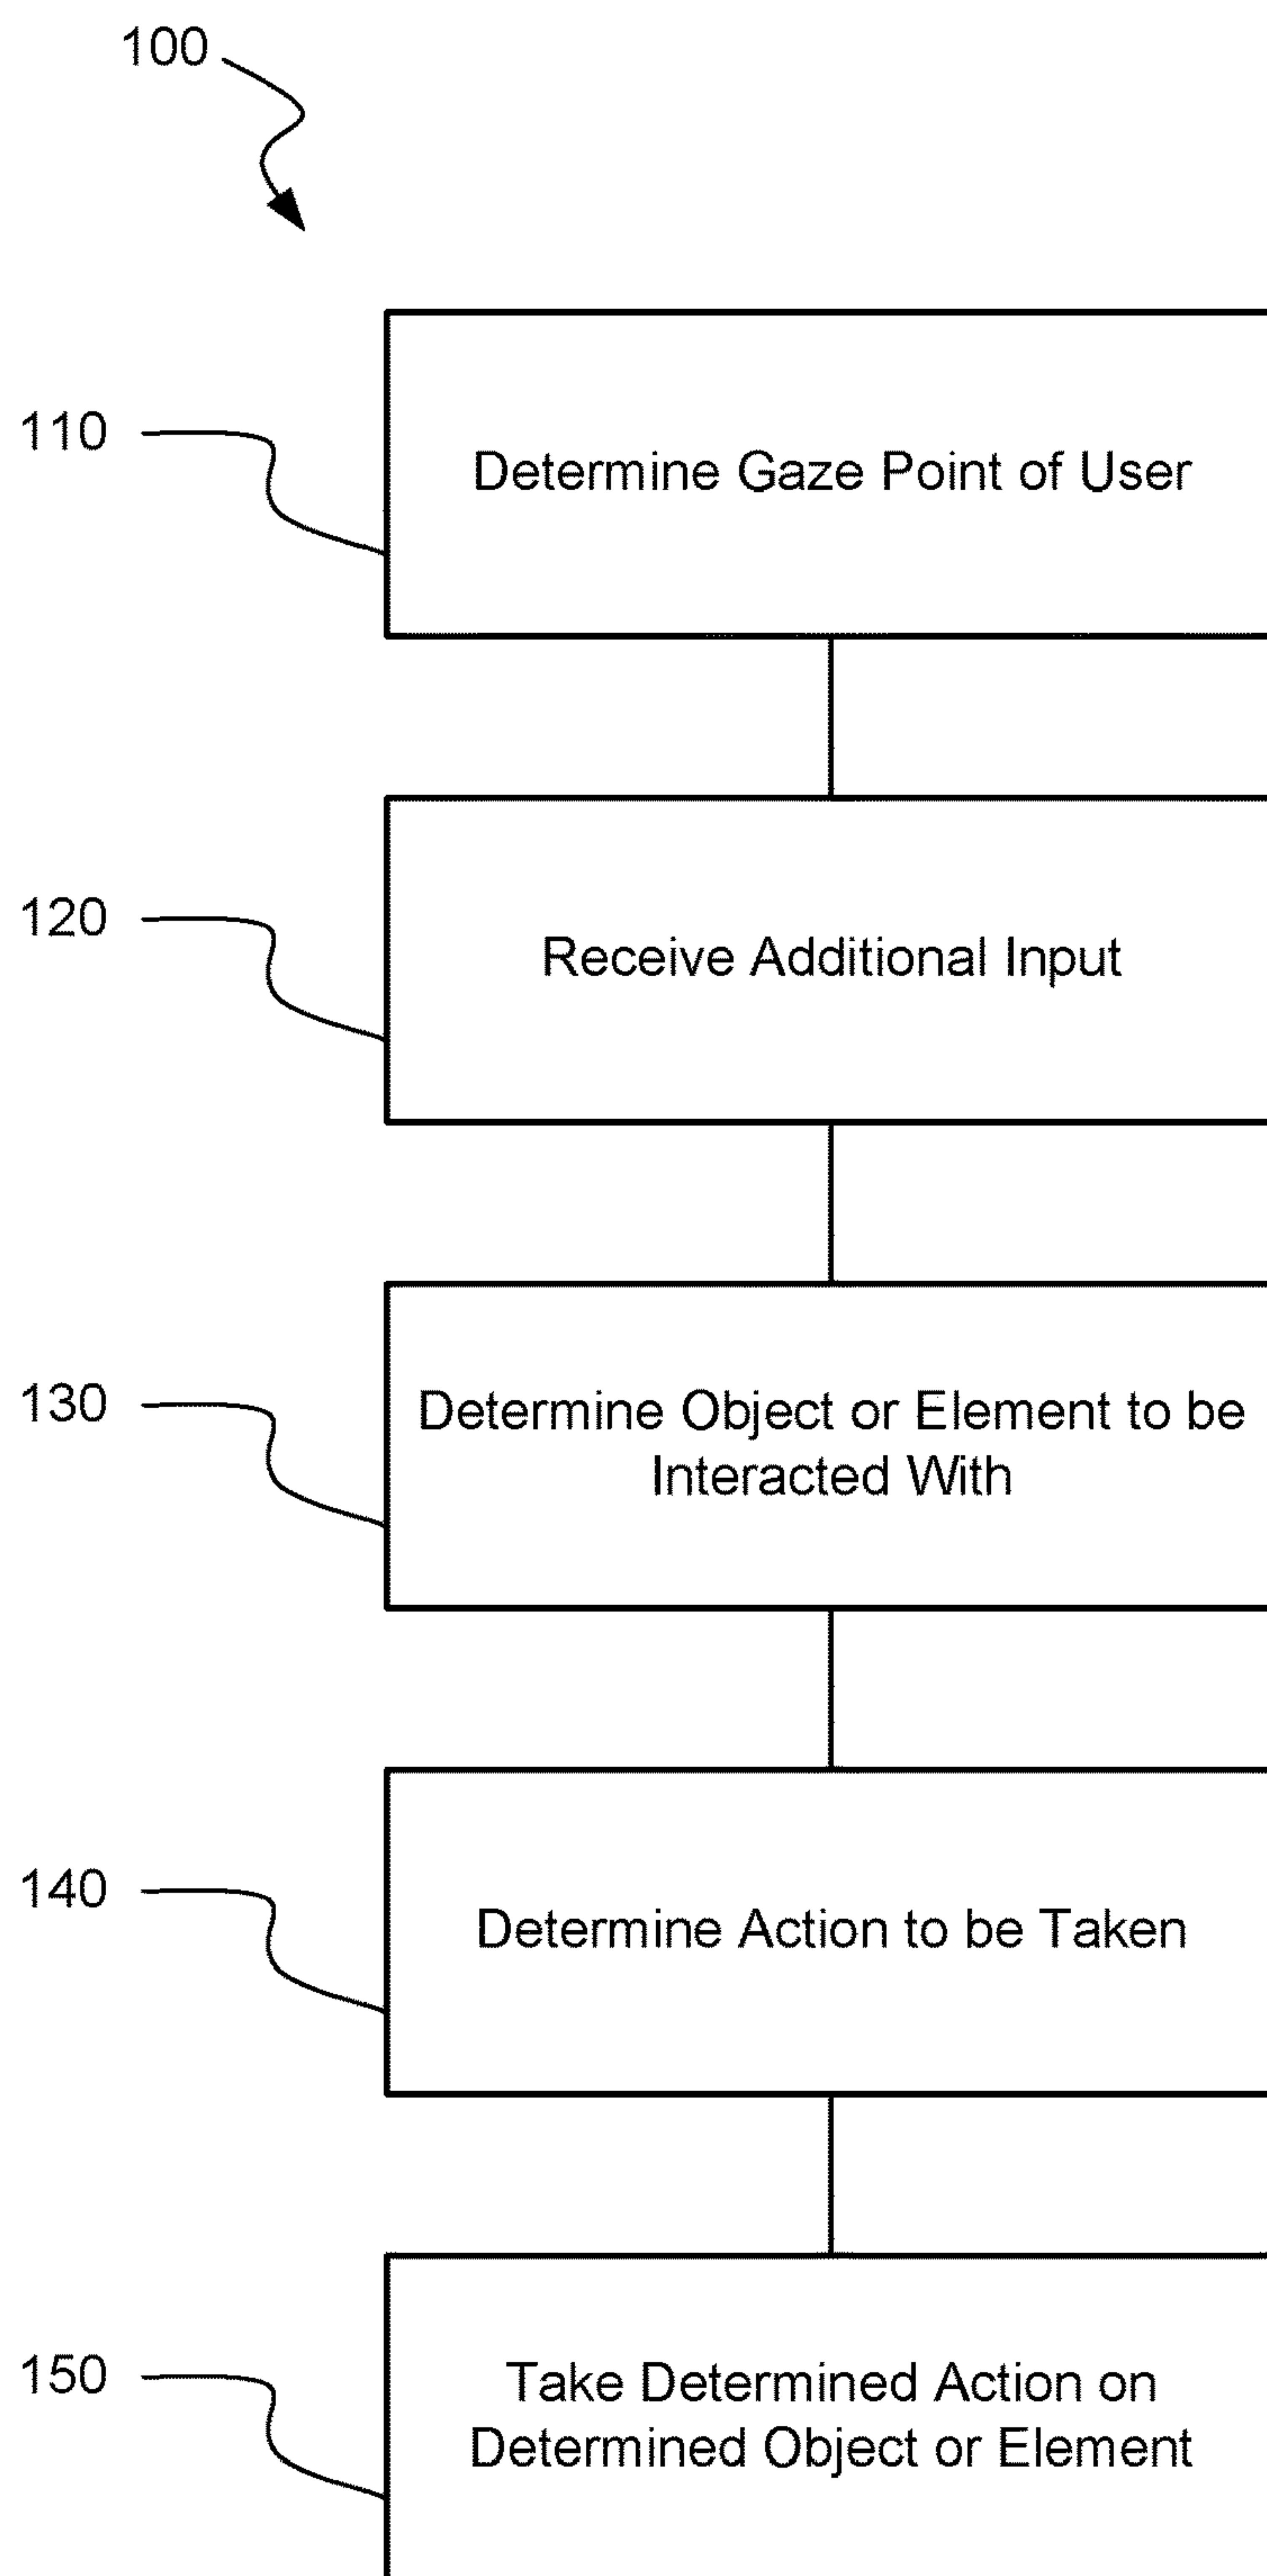 100
110
Determine Gaze Point of User
120
Receive Additional Input
130
Determine Object or Element to be
Interacted With
140
Determine Action to be Taken
150
Take Determined Action on
Determined Object or Element